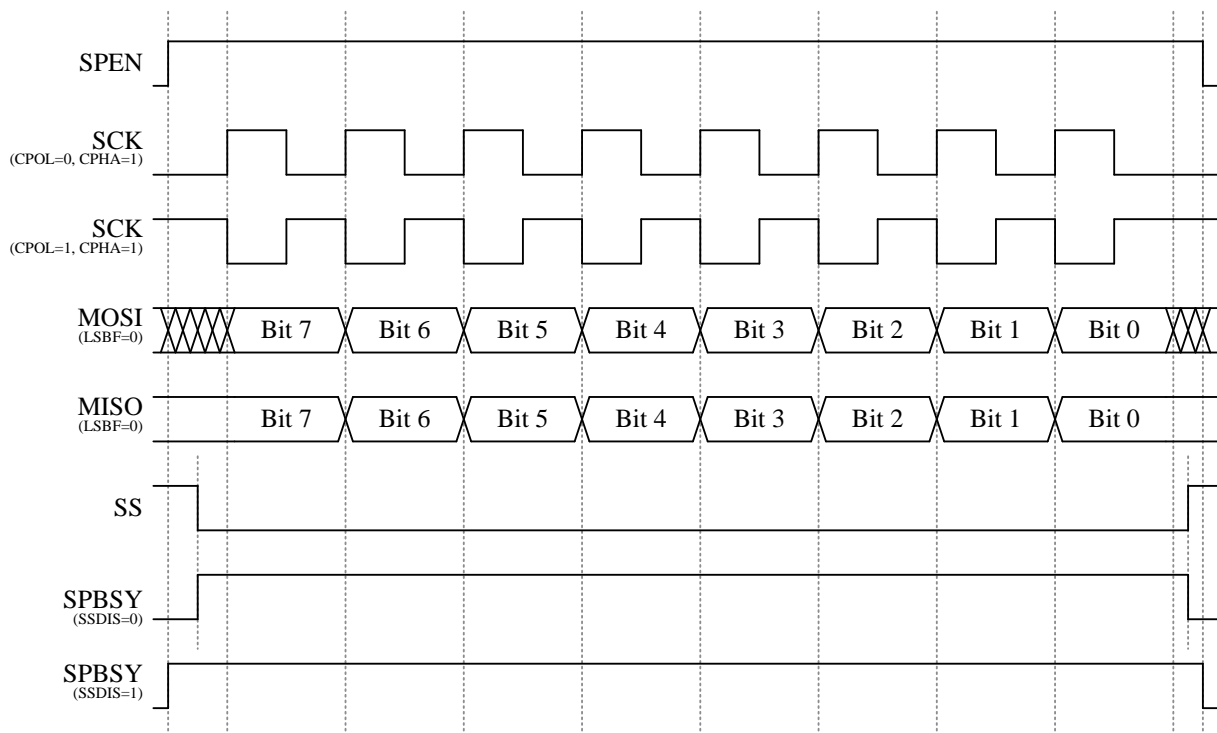 SPEN
SCK
(CPOL=0, CPHA=1)
SCK
(CPOL=1, CPHA=1)
MOSI
(LSBF=0)
Bit 7 Bit 6 Bit 5 Bit 4 Bit 3 Bit 2 Bit 1 Bit 0
MISO
(LSBF=0)
Bit 7 Bit 6 Bit 5 Bit 4 Bit 3 Bit 2 Bit 1 Bit 0
SS
SPBSY
(SSDIS=0)
SPBSY
(SSDIS=1)